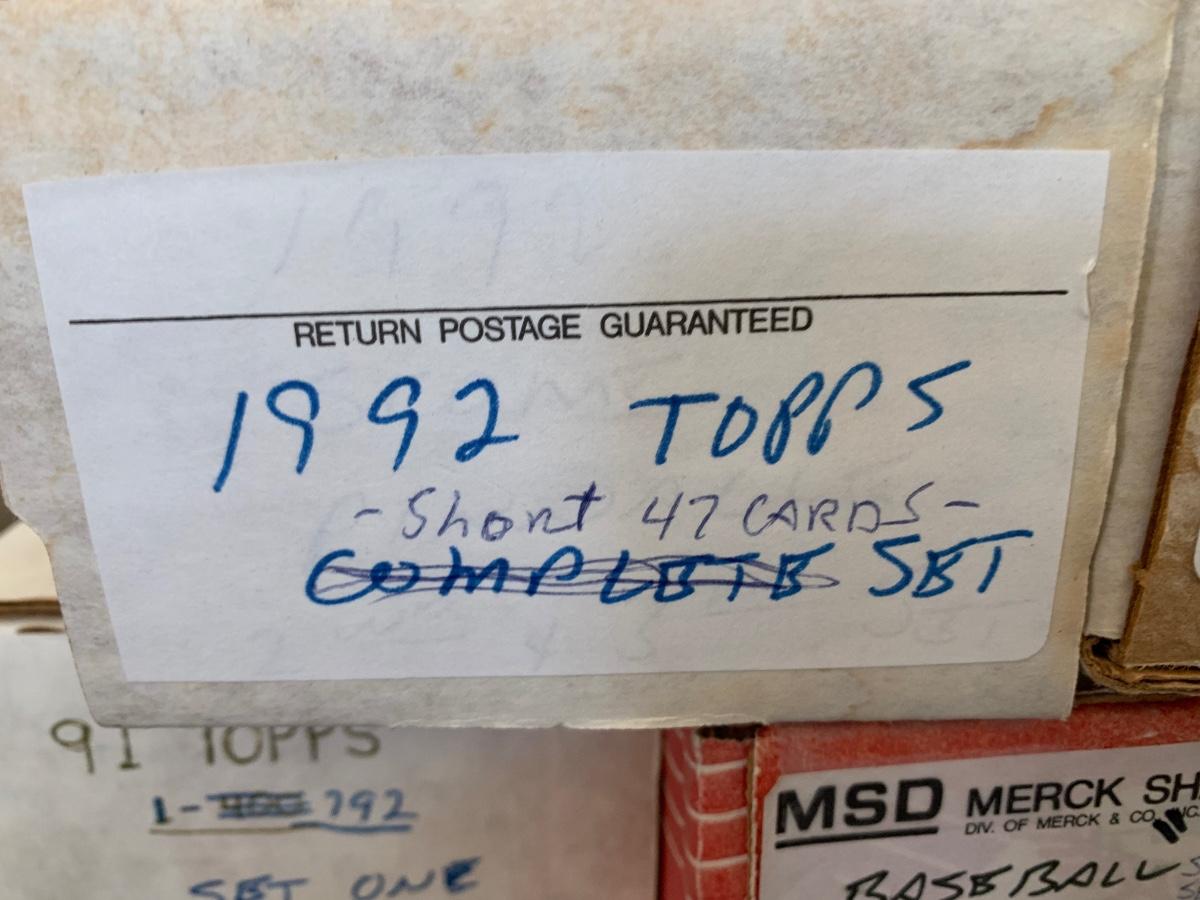 RETURN POSTAGE GUARANTEED
1992 TOPPS
- Short 47 CARDS -
COMPLETE SET
91 TOPPS
1- 792
SET ONE
MSD MERCK SH
DIV. OF MERCK & CO. INC.
BASEBALL